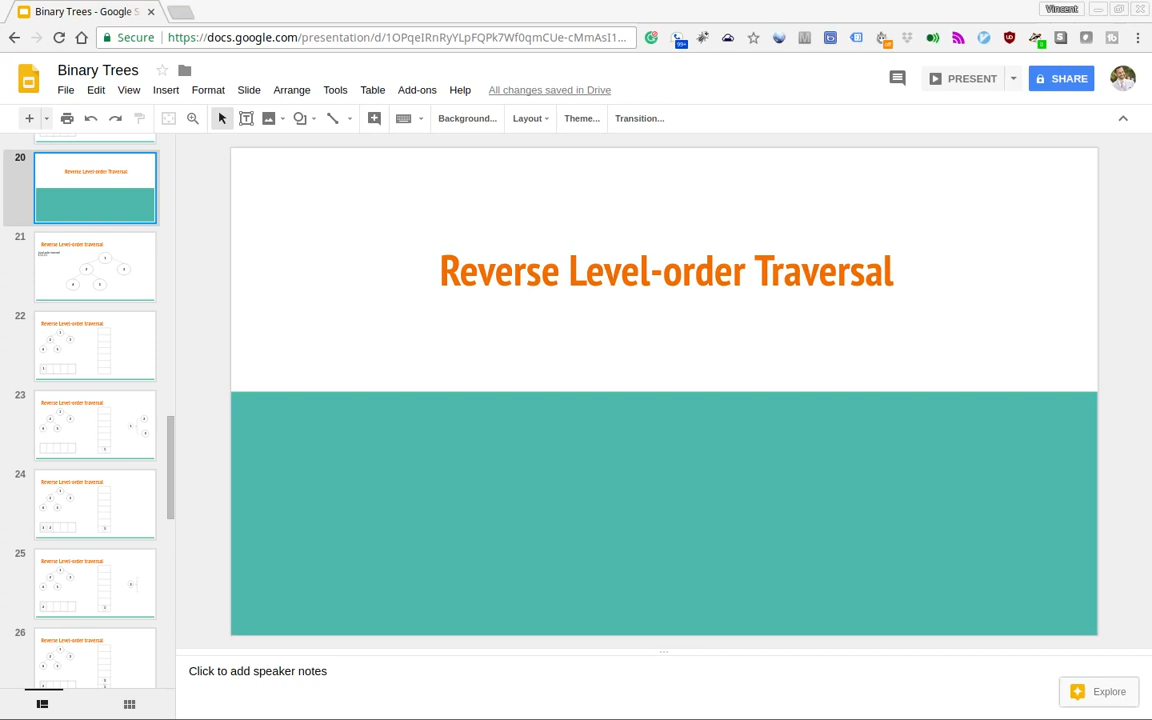 Binary Trees - Google S
Vincent
Secure
https://docs.google.com/presentation/d/1OPqeIRnRyYLpFQPk7Wf0qmCUe-cMmAsI1...
Binary Trees
PRESENT
SHARE
File Edit View Insert Format Slide Arrange Tools Table Add-ons Help All changes saved in Drive
Background... Layout Theme... Transition...
20
Reverse Level-order Traversal
21
Reverse Level-order traversal
22
Reverse Level-order traversal
23
Reverse Level-order traversal
24
Reverse Level-order traversal
25
Reverse Level-order traversal
26
Reverse Level-order traversal
Reverse Level-order Traversal
Click to add speaker notes
Explore